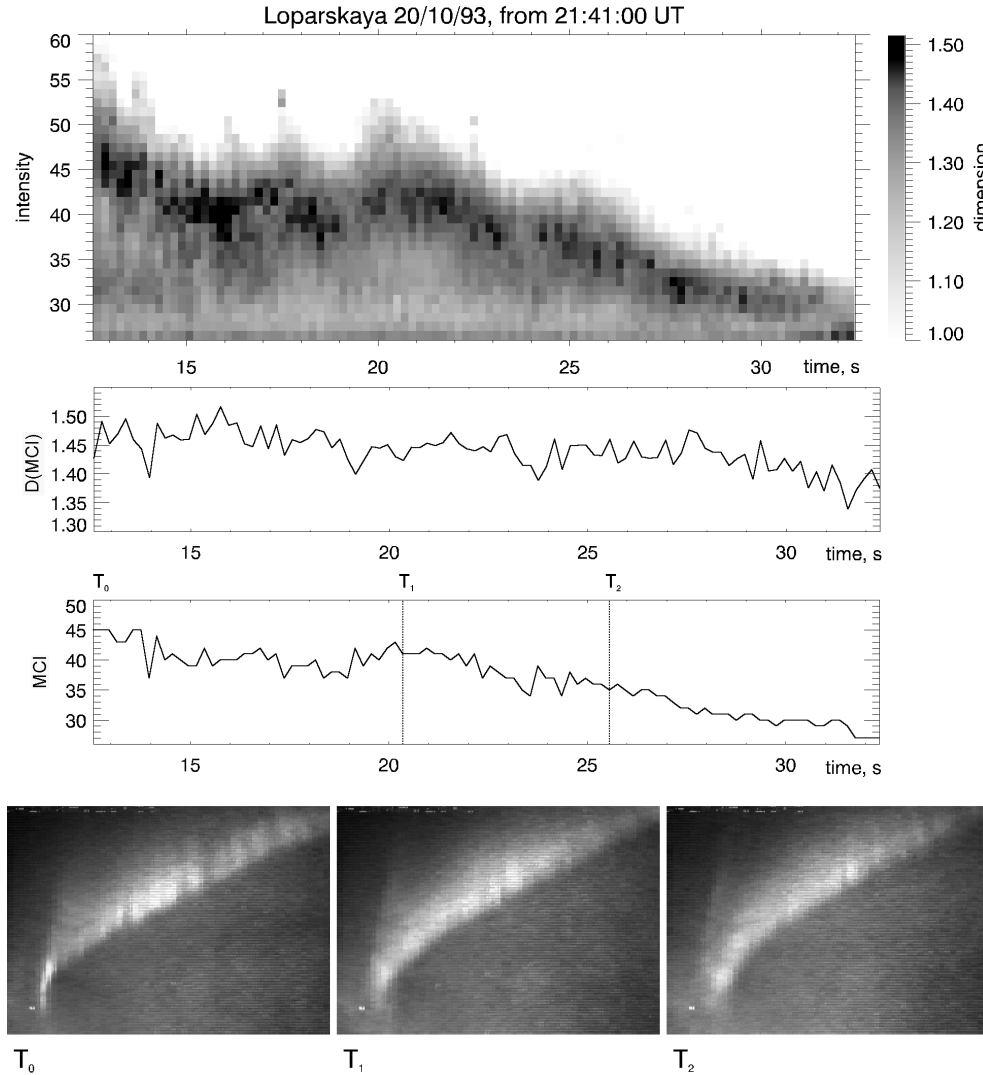 Loparskaya 20/10/93, from 21:41:00 UT
60
55
50
45
40
35
30
intensity
15 20 25 30 time, s
1.50
1.40
1.30
1.20
1.10
1.00
dimension
1.50
1.45
1.40
1.35
1.30
D(MCI)
15 20 25 30 time, s
T₀ T₁ T₂
50
45
40
35
30
MCI
15 20 25 30 time, s
T₀ T₁ T₂